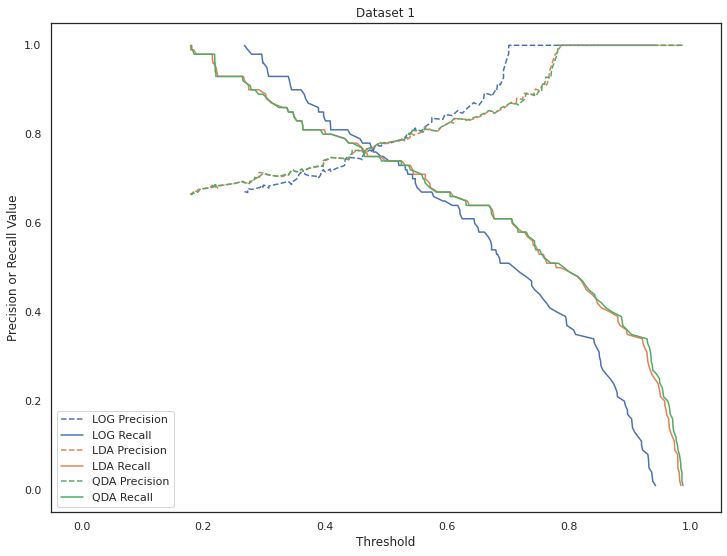 Dataset 1
Precision or Recall Value
1.0
0.8
0.6
0.4
0.2
0.0
LOG Precision
LOG Recall
LDA Precision
LDA Recall
QDA Precision
QDA Recall
0.0 0.2 0.4 0.6 0.8 1.0
Threshold